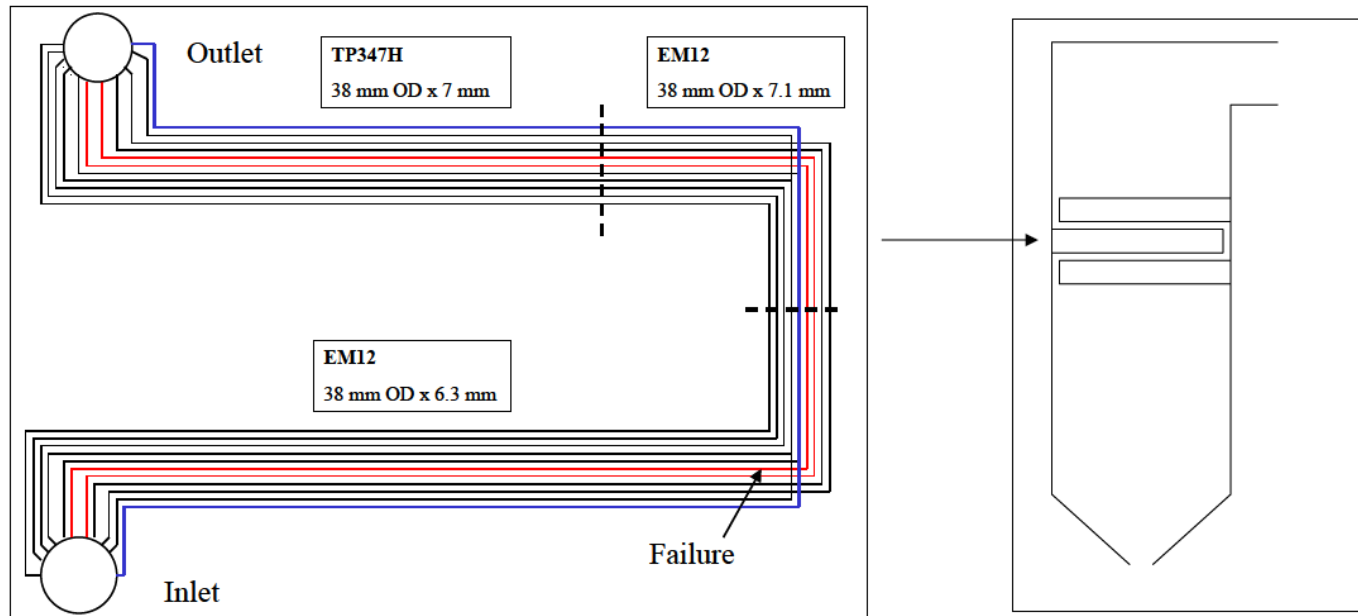 Outlet
TP347H
38 mm OD x 7 mm
EM12
38 mm OD x 7.1 mm
EM12
38 mm OD x 6.3 mm
Failure
Inlet